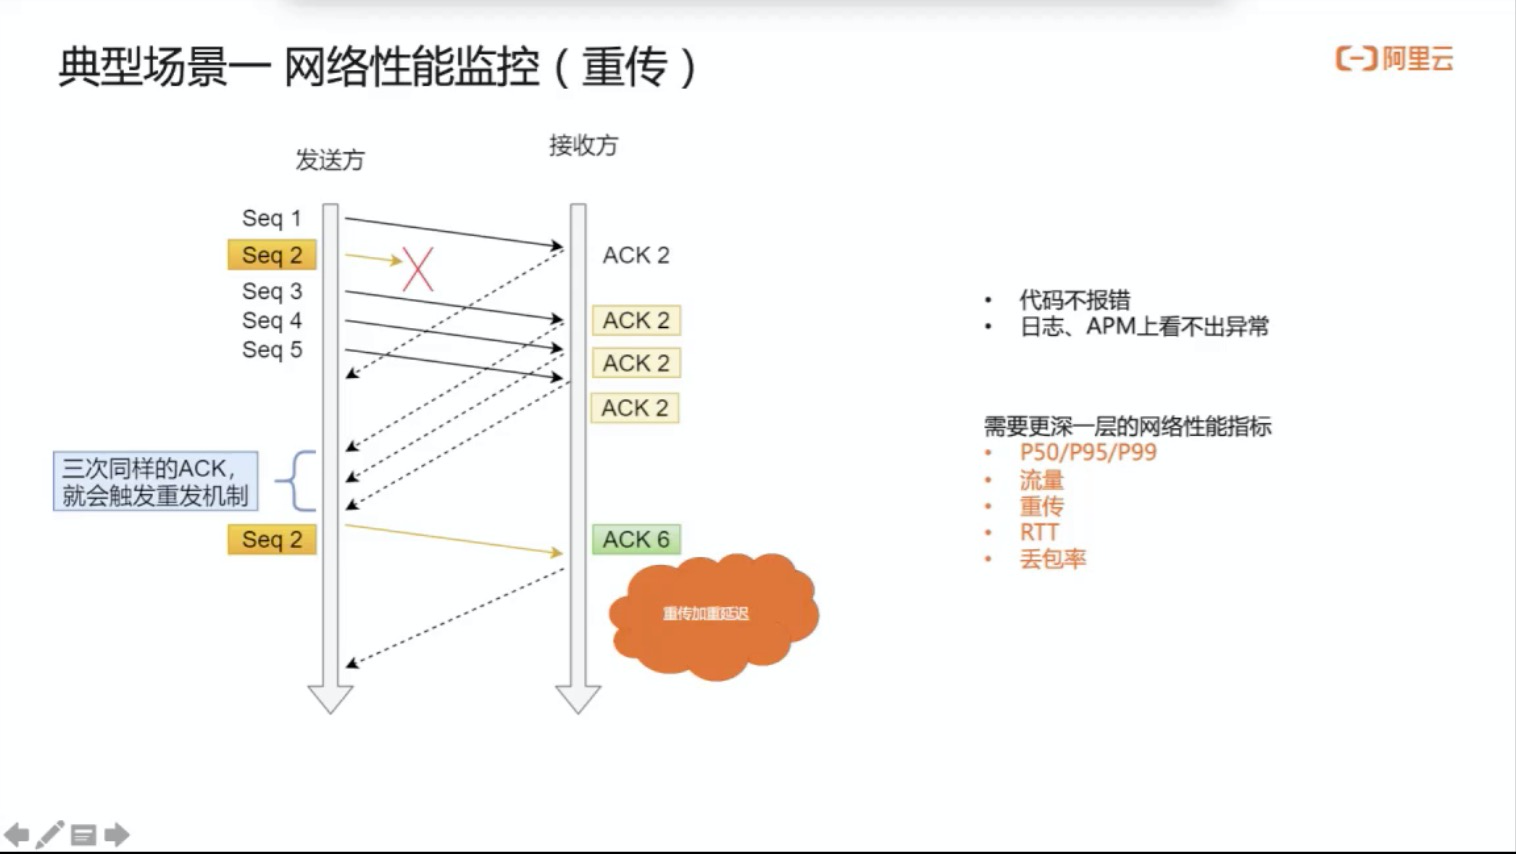 典型场景一 网络性能监控（重传）
阿里云
发送方
接收方
Seq 1
Seq 2
Seq 3
Seq 4
Seq 5
ACK 2
ACK 2
ACK 2
ACK 2
三次同样的ACK，
就会触发重发机制
Seq 2
ACK 6
重传加重延迟
• 代码不报错
• 日志、APM上看不出异常
需要更深一层的网络性能指标
• P50/P95/P99
• 流量
• 重传
• RTT
• 丢包率